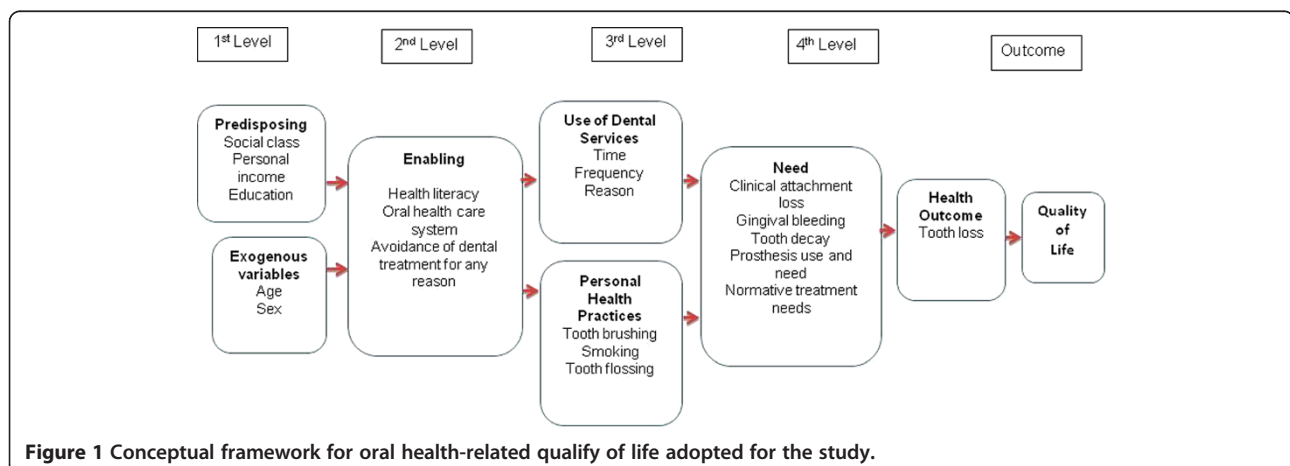 1st Level
2nd Level
3rd Level
4th Level
Outcome
Predisposing
Social class
Personal
income
Education
Exogenous
variables
Age
Sex
Enabling
Health literacy
Oral health care
system
Avoidance of dental
treatment for any
reason
Use of Dental
Services
Time
Frequency
Reason
Personal
Health
Practices
Tooth brushing
Smoking
Tooth flossing
Need
Clinical attachment
loss
Gingival bleeding
Tooth decay
Prosthesis use and
need
Normative treatment
needs
Health
Outcome
Tooth loss
Quality
of
Life
Figure 1 Conceptual framework for oral health-related qualify of life adopted for the study.